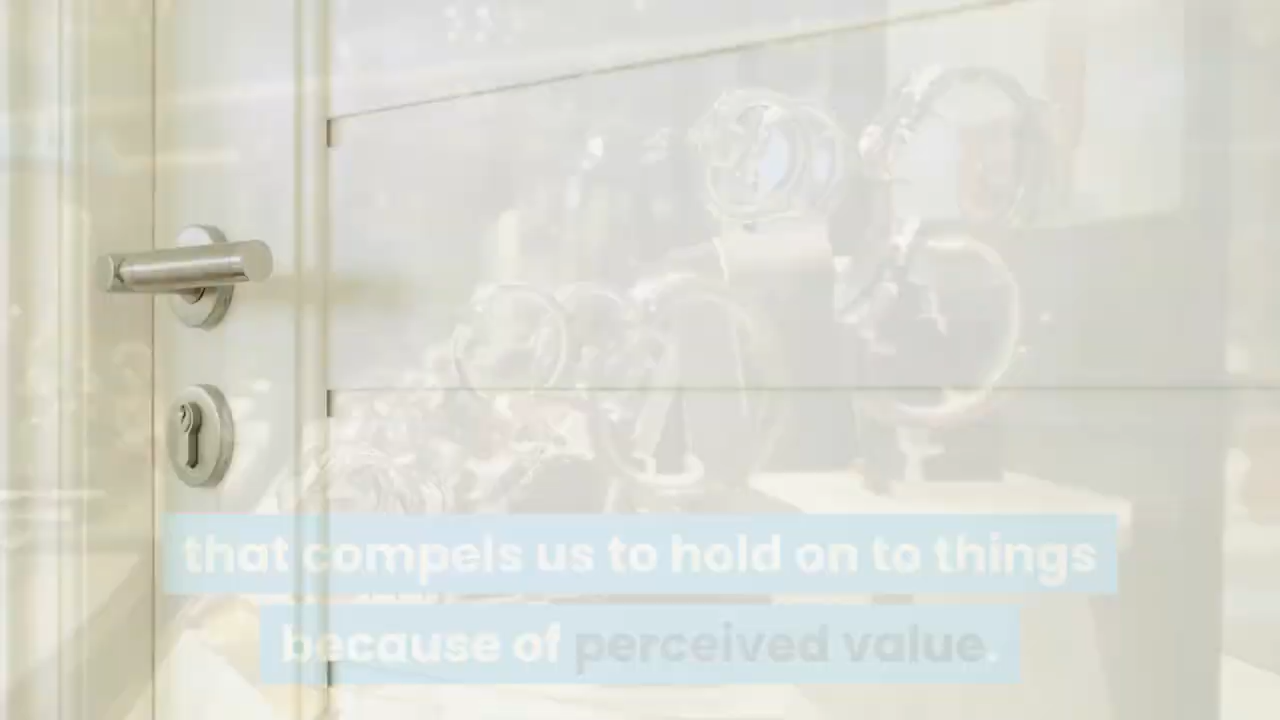 that compels us to hold on to things
because of perceived value.